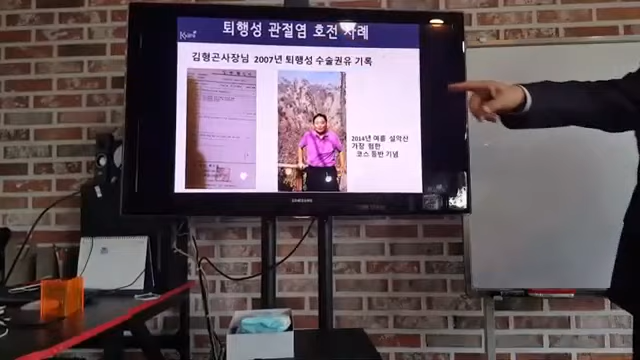 퇴행성 관절염 호전 사례
Kyäni
김형곤사장님 2007년 퇴행성 수술권유 기록
2014년 여름 설악산
가장 험한
코스 등반 기념
SAMSUNG